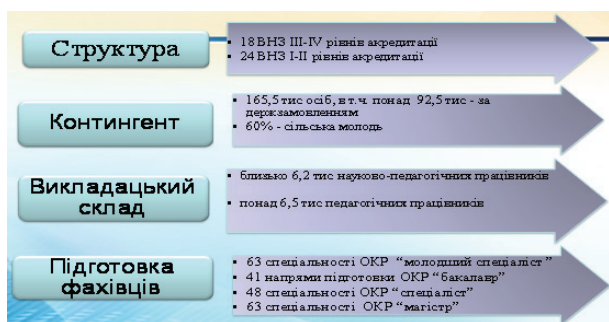 Структура
• 18 ВНЗ III-IV рівнів акредитації
• 24 ВНЗ I-II рівнів акредитації
Контингент
• 165,5 тис осіб, в т. ч. понад 92,5 тис - за
держзамовленням
• 60% - сільська молодь
Викладацький
склад
• близько 6,2 тис науково-педагогічних працівників
• понад 6,5 тис педагогічних працівників
Підготовка
фахівців
• 63 спеціальності ОКР “молодший спеціаліст”
• 41 напрями підготовки ОКР “бакалавр”
• 48 спеціальності ОКР “спеціаліст”
• 63 спеціальності ОКР “магістр”